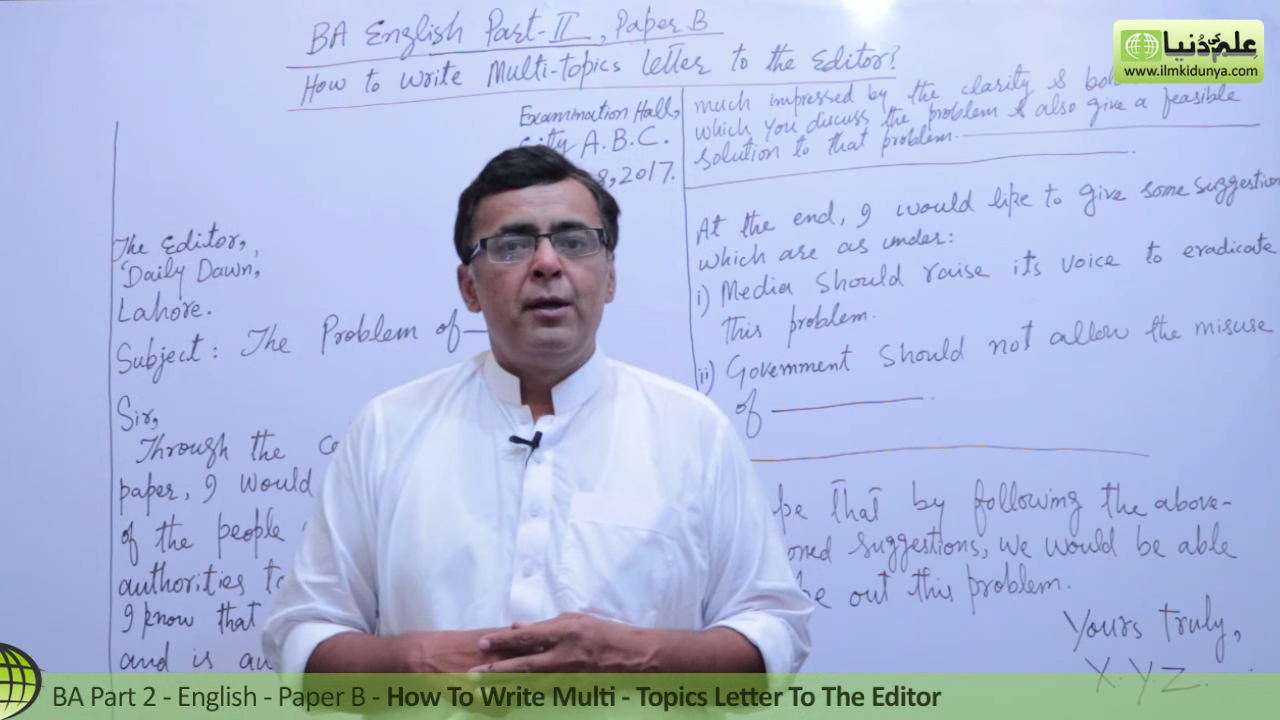 BA English Part-II, Paper B
How to write Multi-topics letter to the Editor?
علم کی دُنیا
www.ilmkidunya.com
Examination Hall,
A.B.C.
8, 2017.
The Editor,
Daily Dawn,
Lahore.
Subject: The Problem of
Sir,
Through the
paper, I would
of the people
authorities
I know that
and is
much impressed by the clarity &
which you discuss the problem & also give a feasible
solution to that problem.
At the end, I would like to give some suggestion
which are as under:
i) Media should raise its voice to eradicate
this problem.
ii) Government should not allow the misuse
of
that by following the above-
suggestions, we would be able
out this problem.
Yours truly,
X.Y.Z.
BA Part 2 - English - Paper B - How To Write Multi - Topics Letter To The Editor